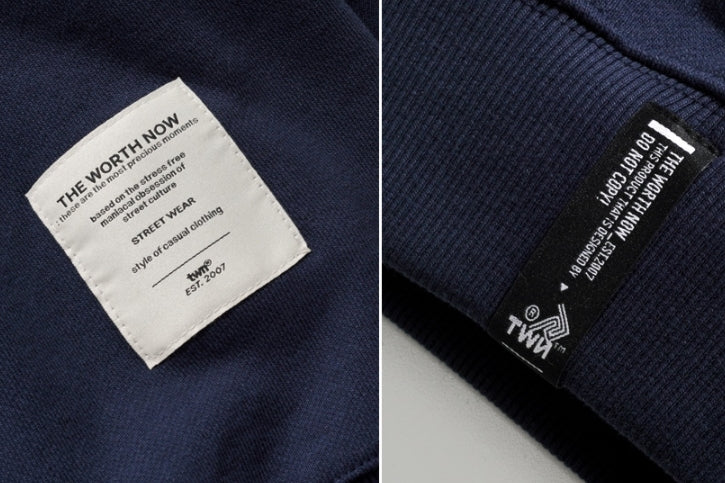 THE WORTH NOW
: these are the most precious moments
based on the stress free
maniacal obsession of
street culture
STREET WEAR
style of casual clothing
twn®
EST. 2007
THE WORTH NOW EST.2007
THIS PRODUCT THAT IS DESIGNED BY
DO NOT COPY!
®
TWN™